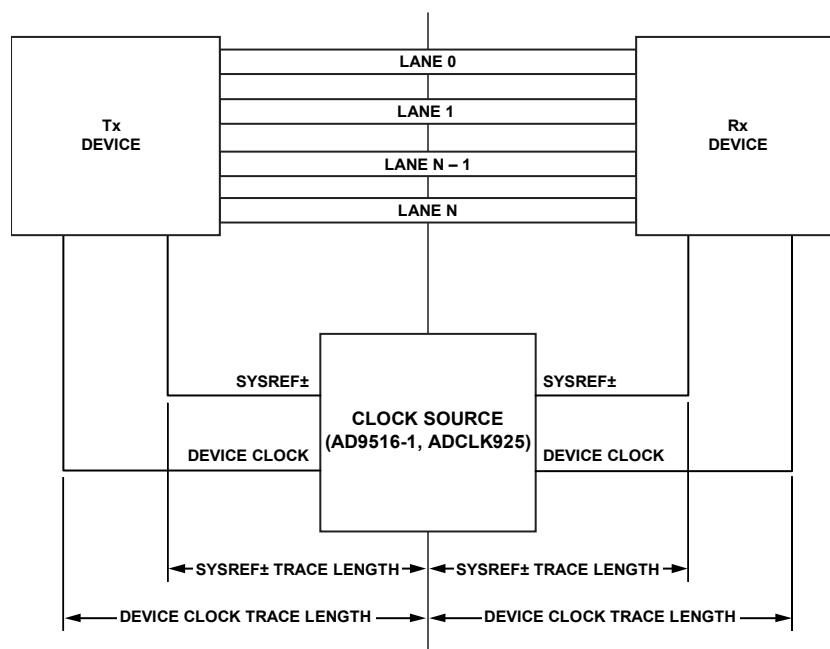 LANE 0
LANE 1
Tx
DEVICE
Rx
DEVICE
LANE N – 1
LANE N
SYSREF±
SYSREF±
CLOCK SOURCE
(AD9516-1, ADCLK925)
DEVICE CLOCK
DEVICE CLOCK
SYSREF± TRACE LENGTH
SYSREF± TRACE LENGTH
DEVICE CLOCK TRACE LENGTH
DEVICE CLOCK TRACE LENGTH